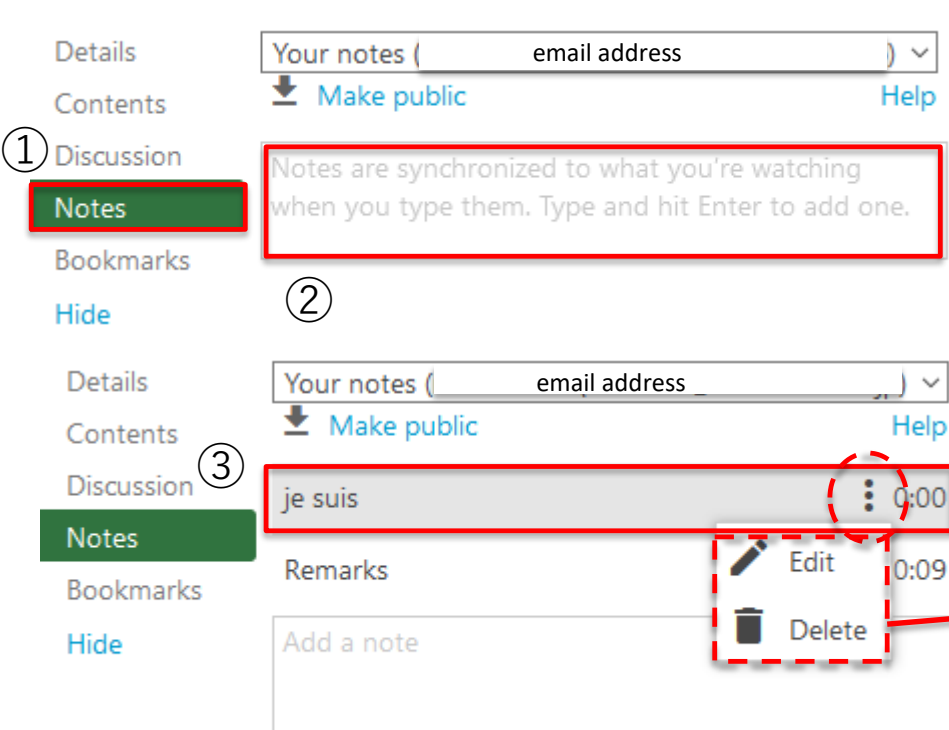 Details
Your notes ( email address )
Contents
Make public Help
①
Discussion
Notes are synchronized to what you're watching
Notes
when you type them. Type and hit Enter to add one.
Bookmarks
Hide
②
Details
Your notes ( email address )
Contents
Make public Help
③
Discussion
je suis 0:00
Notes
Remarks 0:09
Edit
Bookmarks
Hide
Add a note
Delete